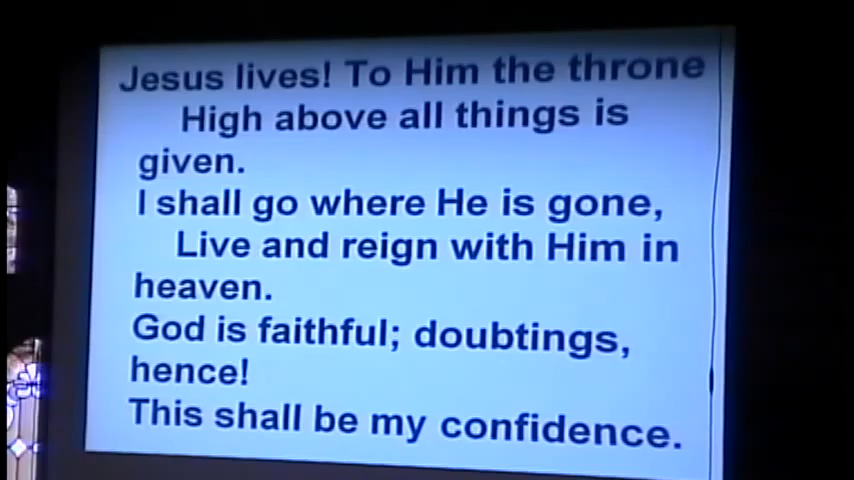 Jesus lives! To Him the throne
High above all things is
given.
I shall go where He is gone,
Live and reign with Him in
heaven.
God is faithful; doubtings,
hence!
This shall be my confidence.